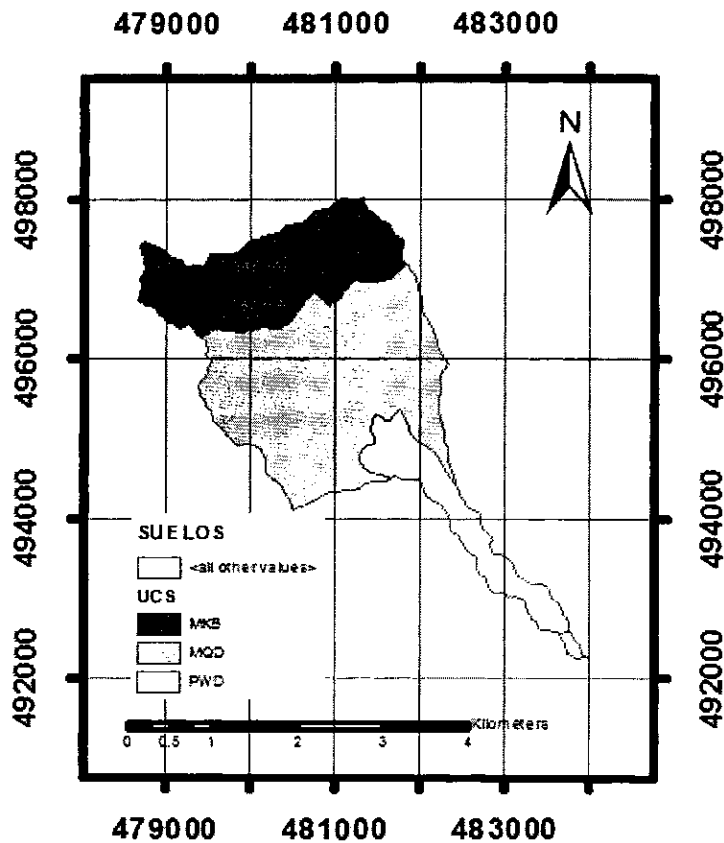 479000 481000 483000
N
498000 498000
496000 496000
494000 494000
SUELOS
<all other values>
UCS
MKB
MQD
PWD
492000 492000
Kilometers
0 0.5 1 2 3 4
479000 481000 483000